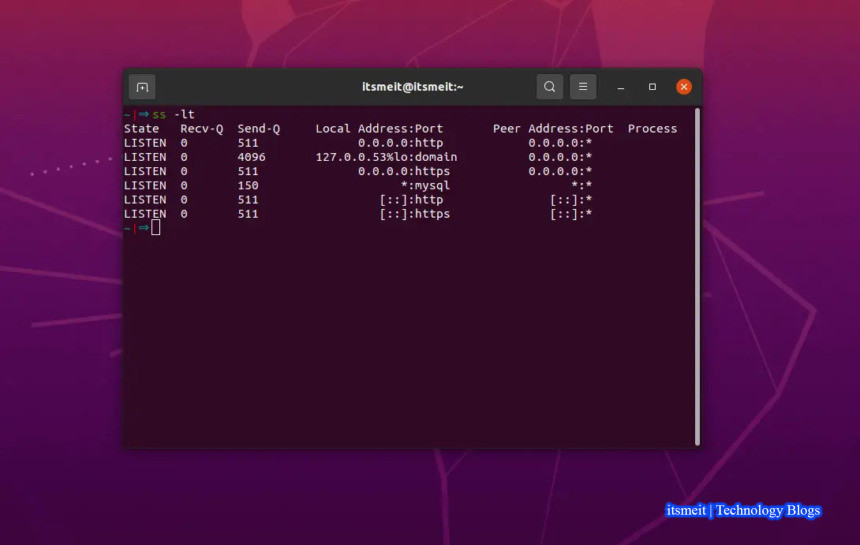 itsmeit@itsmeit:~
~|⇒ss -lt
State Recv-Q Send-Q Local Address:Port Peer Address:Port Process
LISTEN 0 511 0.0.0.0:http 0.0.0.0:*
LISTEN 0 4096 127.0.0.53%lo:domain 0.0.0.0:*
LISTEN 0 511 0.0.0.0:https 0.0.0.0:*
LISTEN 0 150 *:mysql *:*
LISTEN 0 511 [::]:http [::]:*
LISTEN 0 511 [::]:https [::]:*
~|⇒
itsmeit | Technology Blogs